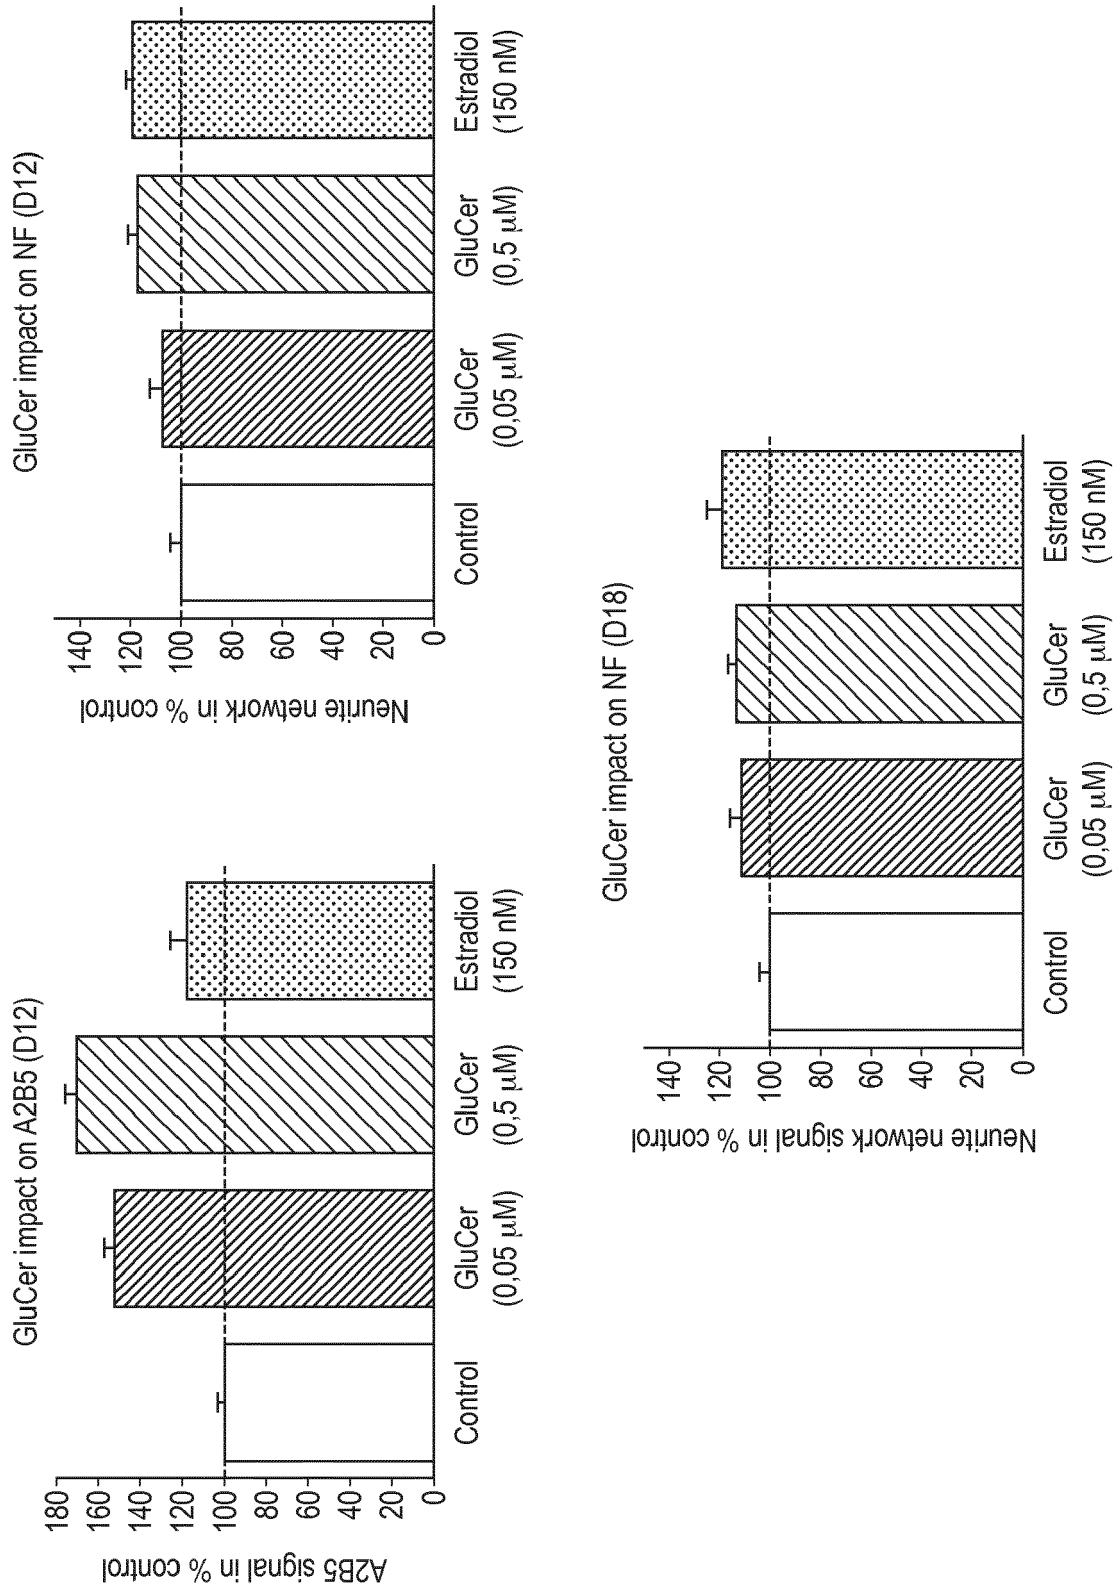 GluCer impact on A2B5 (D12)
A2B5 signal in % control
180
160
140
120
100
80
60
40
20
0
Control
GluCer
(0,05 µM)
GluCer
(0,5 µM)
Estradiol
(150 nM)
GluCer impact on NF (D12)
Neurite network in % control
140
120
100
80
60
40
20
0
Control
GluCer
(0,05 µM)
GluCer
(0,5 µM)
Estradiol
(150 nM)
GluCer impact on NF (D18)
Neurite network signal in % control
140
120
100
80
60
40
20
0
Control
GluCer
(0,05 µM)
GluCer
(0,5 µM)
Estradiol
(150 nM)